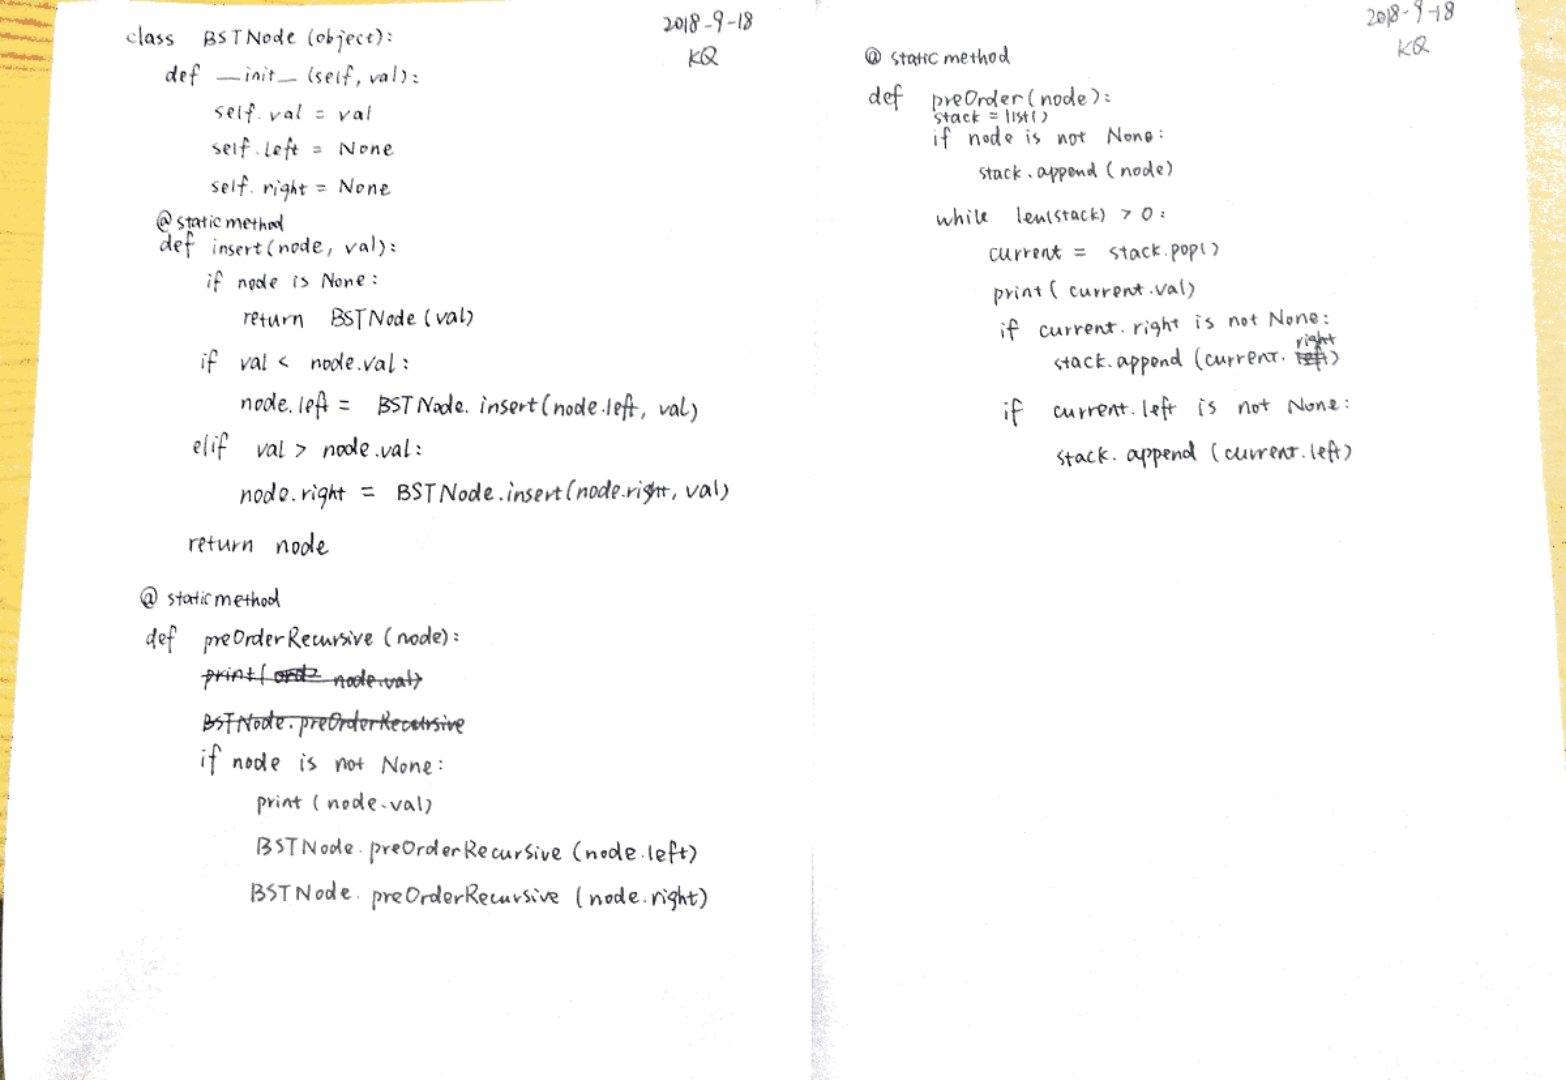 2018-9-18
KQ
class BSTNode (object):
def __init__ (self, val):
self.val = val
self.left = None
self.right = None
@staticmethod
def insert(node, val):
if node is None:
return BSTNode(val)
if val < node.val:
node.left = BSTNode.insert(node.left, val)
elif val > node.val:
node.right = BSTNode.insert(node.right, val)
return node
@staticmethod
def preOrderRecursive(node):
print( node.val)
BSTNode.preOrderRecursive
if node is not None:
print(node.val)
BSTNode.preOrderRecursive(node.left)
BSTNode.preOrderRecursive(node.right)
2018-9-18
KQ
@staticmethod
def preOrder(node):
stack = list()
if node is not None:
stack.append(node)
while len(stack) > 0:
current = stack.pop()
print(current.val)
if current.right is not None:
right
stack.append(current.left)
if current.left is not None:
stack.append(current.left)